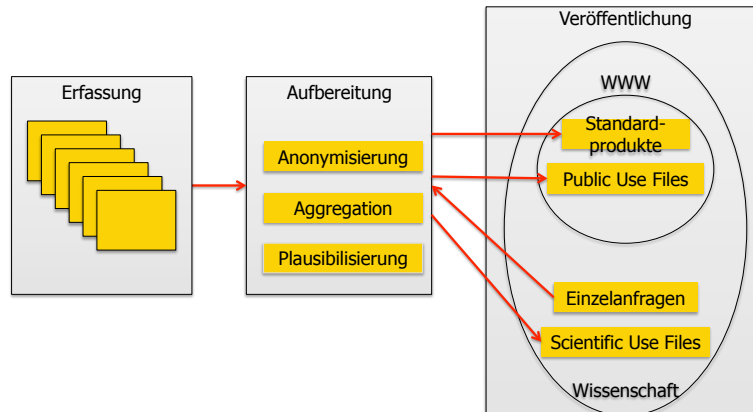 Veröffentlichung
Erfassung
Aufbereitung
WWW
Standard-
produkte
Anonymisierung
Public Use Files
Aggregation
Plausibilisierung
Einzelanfragen
Scientific Use Files
Wissenschaft